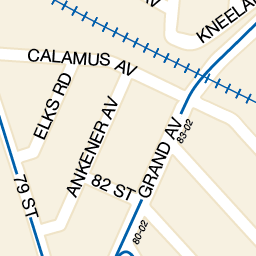 KNEELA
CALAMUS AV
ELKS RD
ANKENER AV
GRAND AV
83-02
82 ST
79 ST
80-02